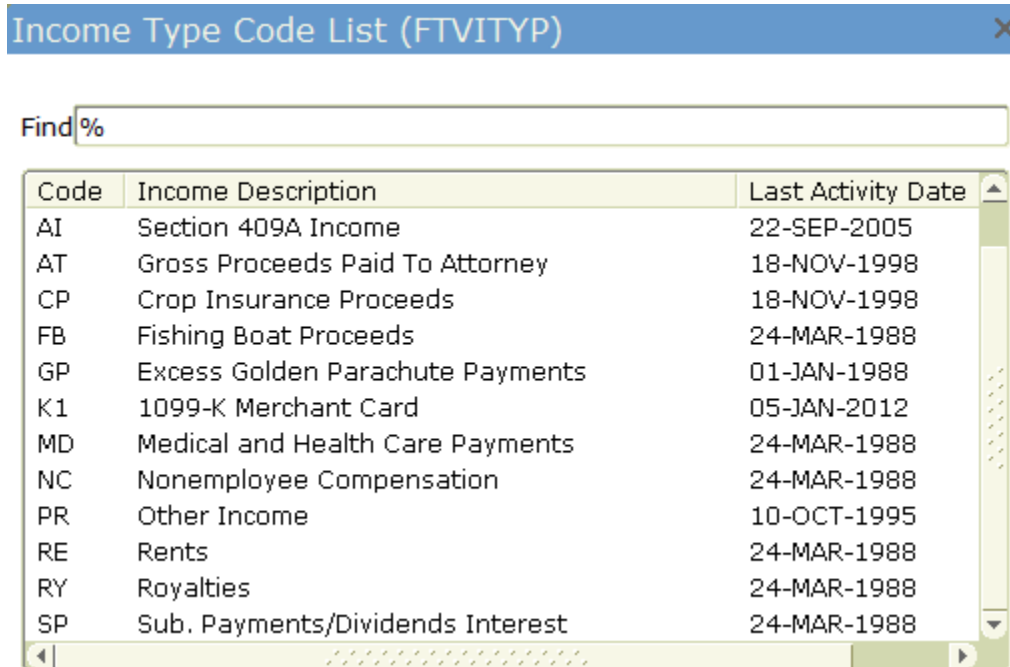 Income Type Code List (FTVITYP)
Find %
Code Income Description Last Activity Date
AI Section 409A Income 22-SEP-2005
AT Gross Proceeds Paid To Attorney 18-NOV-1998
CP Crop Insurance Proceeds 18-NOV-1998
FB Fishing Boat Proceeds 24-MAR-1988
GP Excess Golden Parachute Payments 01-JAN-1988
K1 1099-K Merchant Card 05-JAN-2012
MD Medical and Health Care Payments 24-MAR-1988
NC Nonemployee Compensation 24-MAR-1988
PR Other Income 10-OCT-1995
RE Rents 24-MAR-1988
RY Royalties 24-MAR-1988
SP Sub. Payments/Dividends Interest 24-MAR-1988